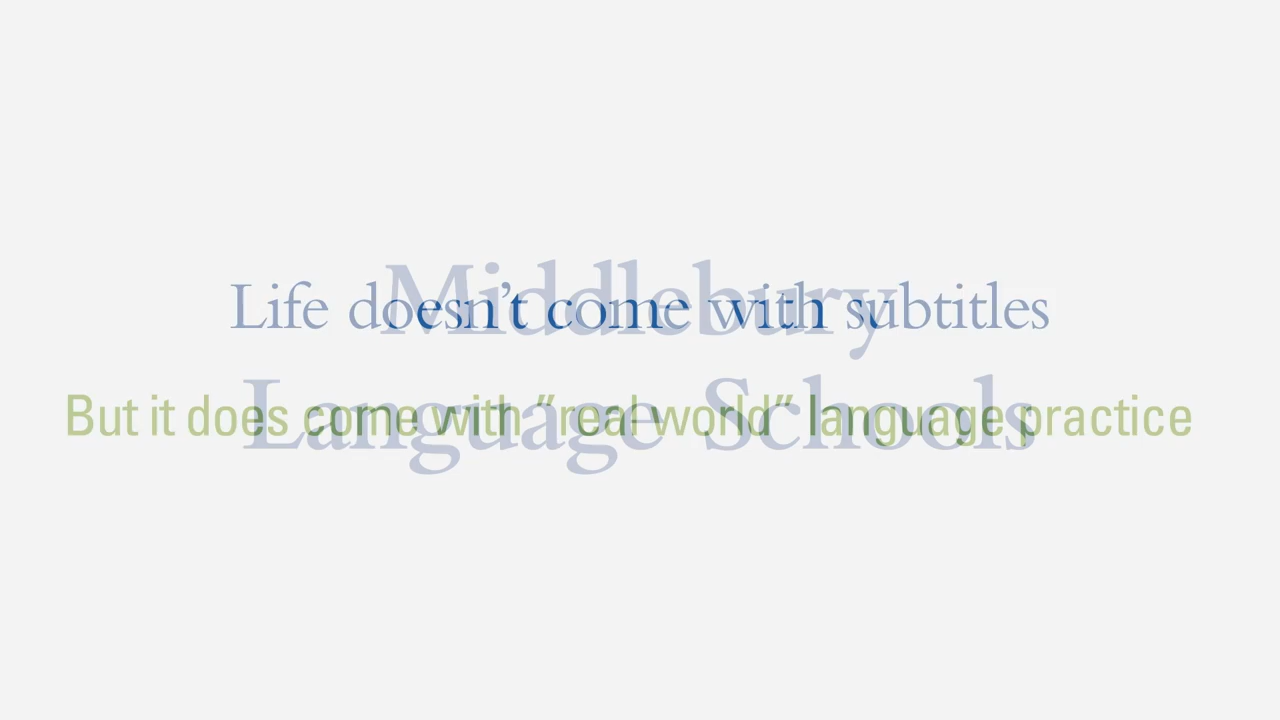 Middlebury
Life doesn’t come with subtitles
Language Schools
But it does come with “real-world” language practice